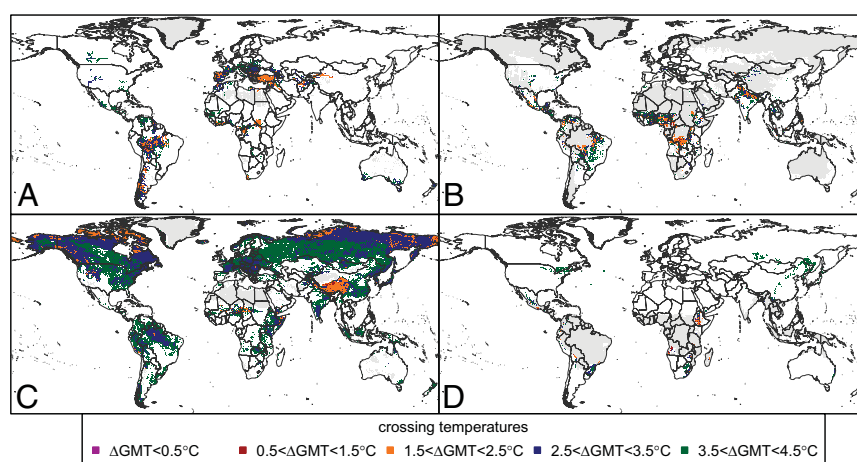 A
B
C
D
crossing temperatures
ΔGMT<0.5°C
0.5<ΔGMT<1.5°C
1.5<ΔGMT<2.5°C
2.5<ΔGMT<3.5°C
3.5<ΔGMT<4.5°C